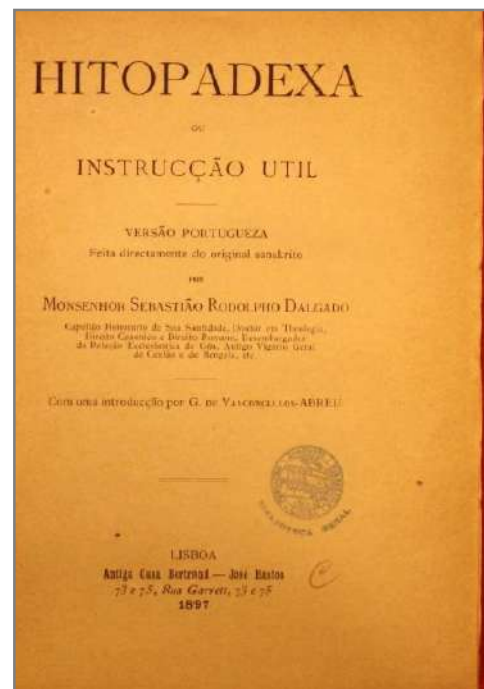 HITOPADEXA
OU
INSTRUCÇÃO UTIL
VERSÃO PORTUGUEZA
Feita directamente do original sanskrito
POR
MONSENHOR SEBASTIÃO RODOLPHO DALGADO
Capellão Honorario de Sua Santidade, Doutor em Theologia,
Direito Canonico e Direito Romano, Desembargador
da Relação Ecclesiastica de Goa, Antigo Vigario Geral
de Ceylão e de Bengala, etc.
Com uma introducção por G. DE VASCONCELLOS-ABREU
BIBLIOTHECA GERAL
LISBOA
Antiga Casa Bertrand — José Bastos
73 e 75, Rua Garrett, 73 e 75
1897